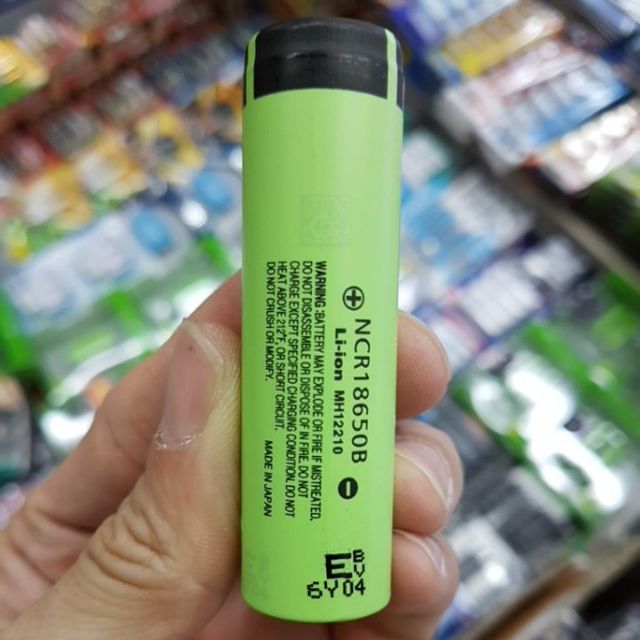 ⊕ NCR18650B ⊖
Li-ion MH12210
WARNING :BATTERY MAY EXPLODE OR FIRE IF MISTREATED.
DO NOT DISASSEMBLE OR DISPOSE OF IN FIRE. DO NOT
CHARGE EXCEPT SPECIFIED CHARGING CONDITION. DO NOT
HEAT ABOVE 212°F. OR SHORT CIRCUIT.
DO NOT CRUSH OR MODIFY. MADE IN JAPAN